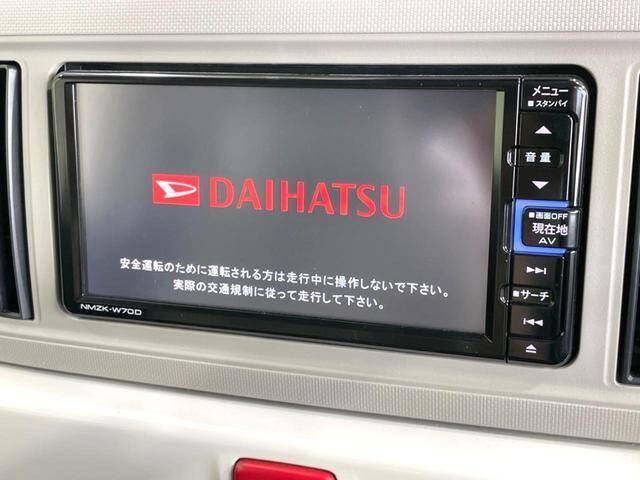 メニュー
■スタンバイ
音量
DAIHATSU
■画面OFF
現在地
AV
安全運転のために運転される方は走行中に操作しないで下さい。
実際の交通規制に従って走行して下さい。
■サーチ
NMZK-W70D